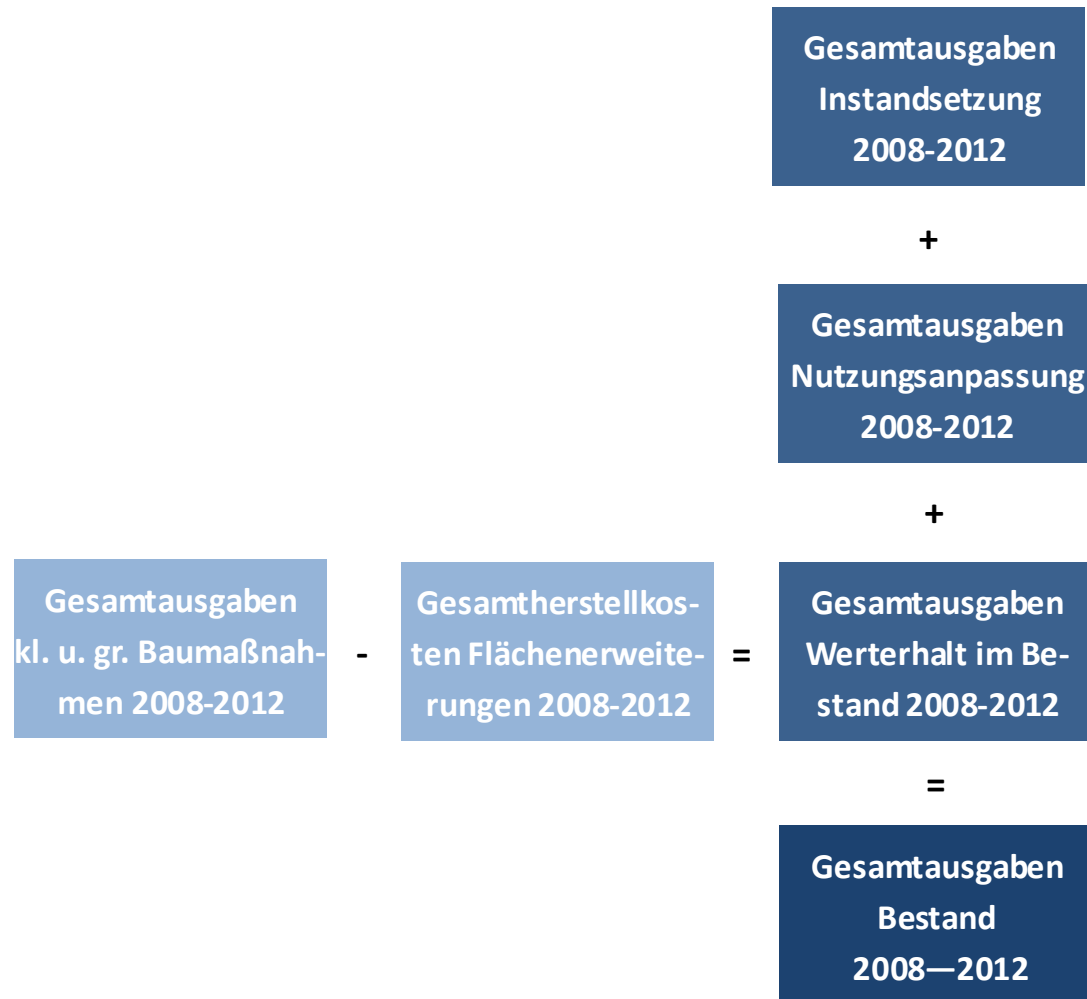 Gesamtausgaben
Instandsetzung
2008-2012
+
Gesamtausgaben
Nutzungsanpassung
2008-2012
+
Gesamtausgaben
kl. u. gr. Baumaßnah-
men 2008-2012
-
Gesamtherstellkos-
ten Flächenerweite-
rungen 2008-2012
=
Gesamtausgaben
Werterhalt im Be-
stand 2008-2012
=
Gesamtausgaben
Bestand
2008—2012